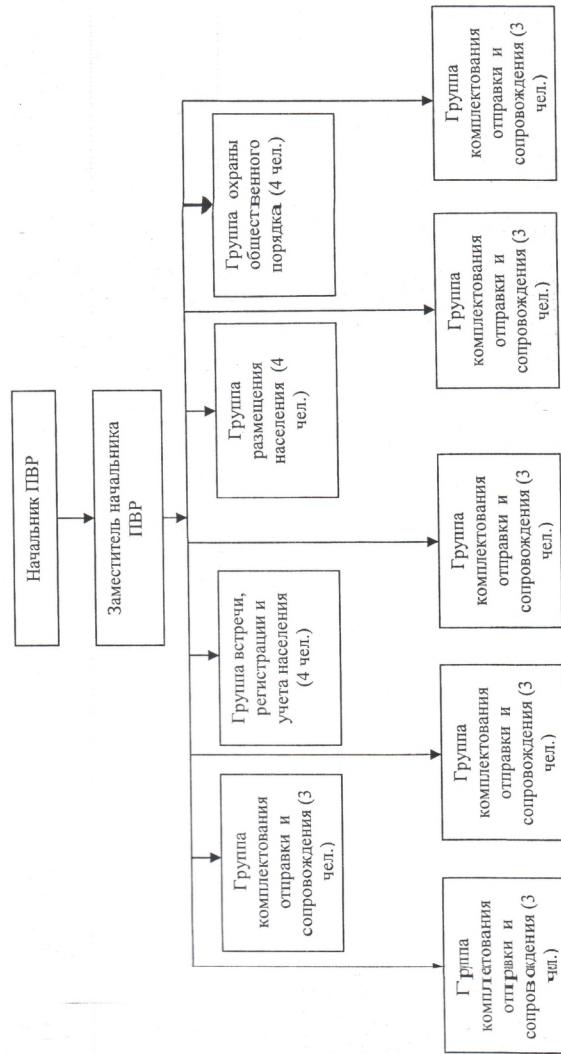 Начальник ПВР
Заместитель начальника
ПВР
Группа
комплектования
отправки и
сопровождения (3
чел.)
Группа встречи,
регистрации и
учета населения
(4 чел.)
Группа
размещения
населения (4
чел.)
Группа охраны
общественного
порядка (4 чел.)
Группа
комплектования
отправки и
сопровождения (3
чел.)
Группа
комплектования
отправки и
сопровождения (3
чел.)
Группа
комплектования
отправки и
сопровождения (3
чел.)
Группа
комплектования
отправки и
сопровождения (3
чел.)
Группа
комплектования
отправки и
сопровождения (3
чел.)